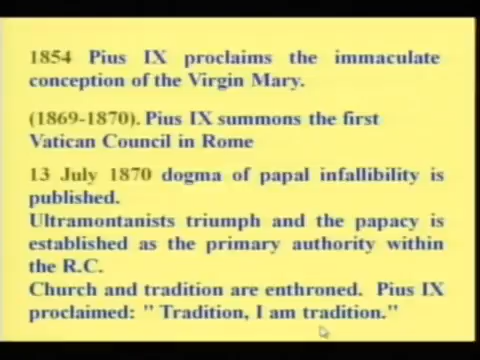 1854 Pius IX proclaims the immaculate
conception of the Virgin Mary.
(1869-1870). Pius IX summons the first
Vatican Council in Rome
13 July 1870 dogma of papal infallibility is
published.
Ultramontanists triumph and the papacy is
established as the primary authority within
the R.C.
Church and tradition are enthroned. Pius IX
proclaimed: " Tradition, I am tradition."